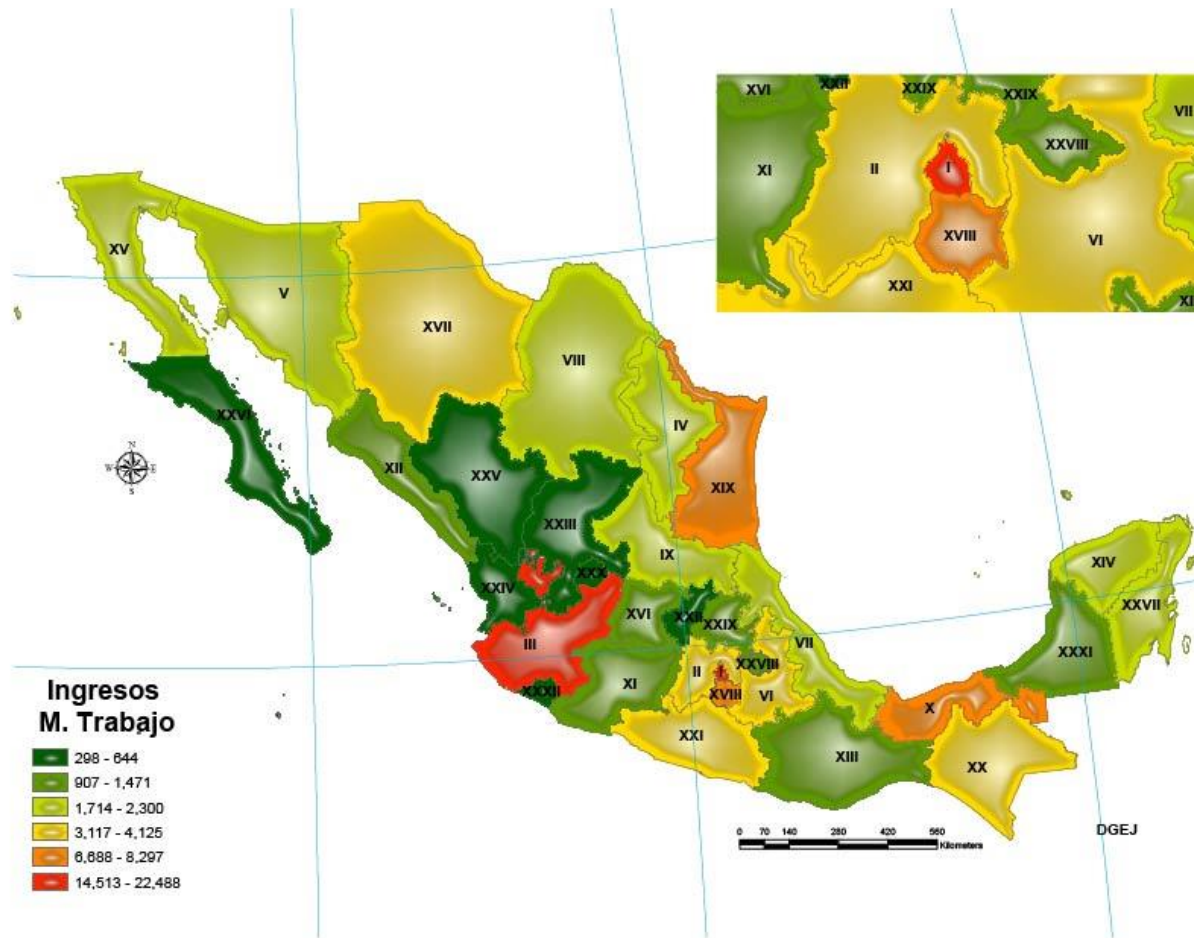 XVI
XXII
XXIX
XXIX
VII
XXVIII
XI
II
I
XVIII
VI
XXI
XI
XV
V
XVII
VIII
IV
XXVI
N
W
E
S
XII
XXV
XIX
XXIII
IX
XIV
XXIV
XXX
XXVII
XVI
XXII
XXIX
III
VII
XXXI
XXVIII
II
I
XI
XVIII
VI
XXXII
X
XXI
XIII
XX
Ingresos
M. Trabajo
298 - 644
907 - 1,471
1,714 - 2,300
3,117 - 4,125
6,688 - 8,297
14,513 - 22,488
DGEJ
0 70 140 280 420 560
Kilometers